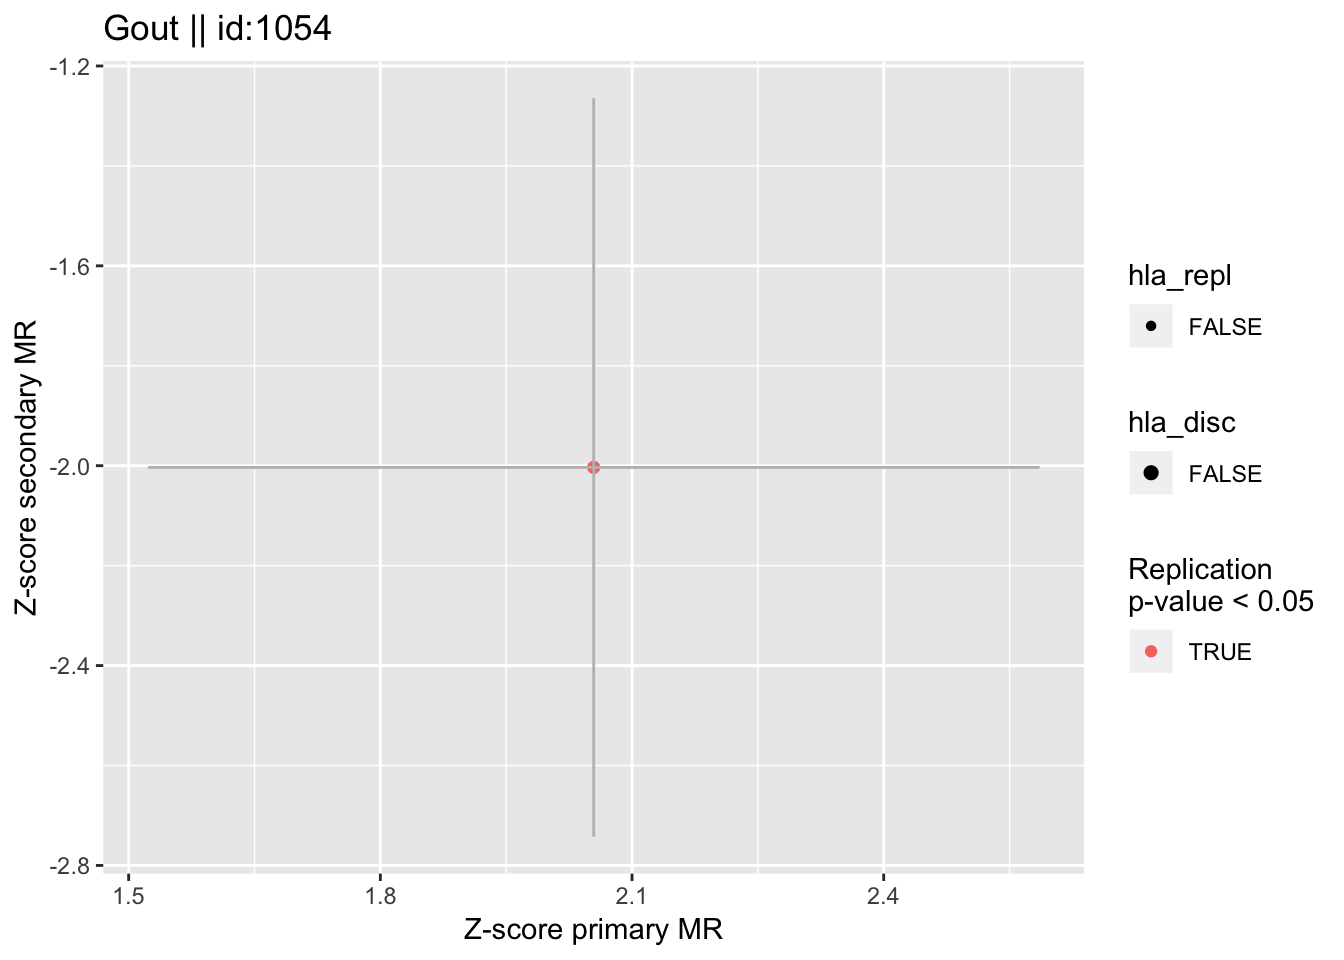 Gout || id:1054
-1.2
-1.6
-2.0
-2.4
-2.8
Z-score secondary MR
1.5
1.8
2.1
2.4
Z-score primary MR
hla_repl
FALSE
hla_disc
FALSE
Replication
p-value < 0.05
TRUE